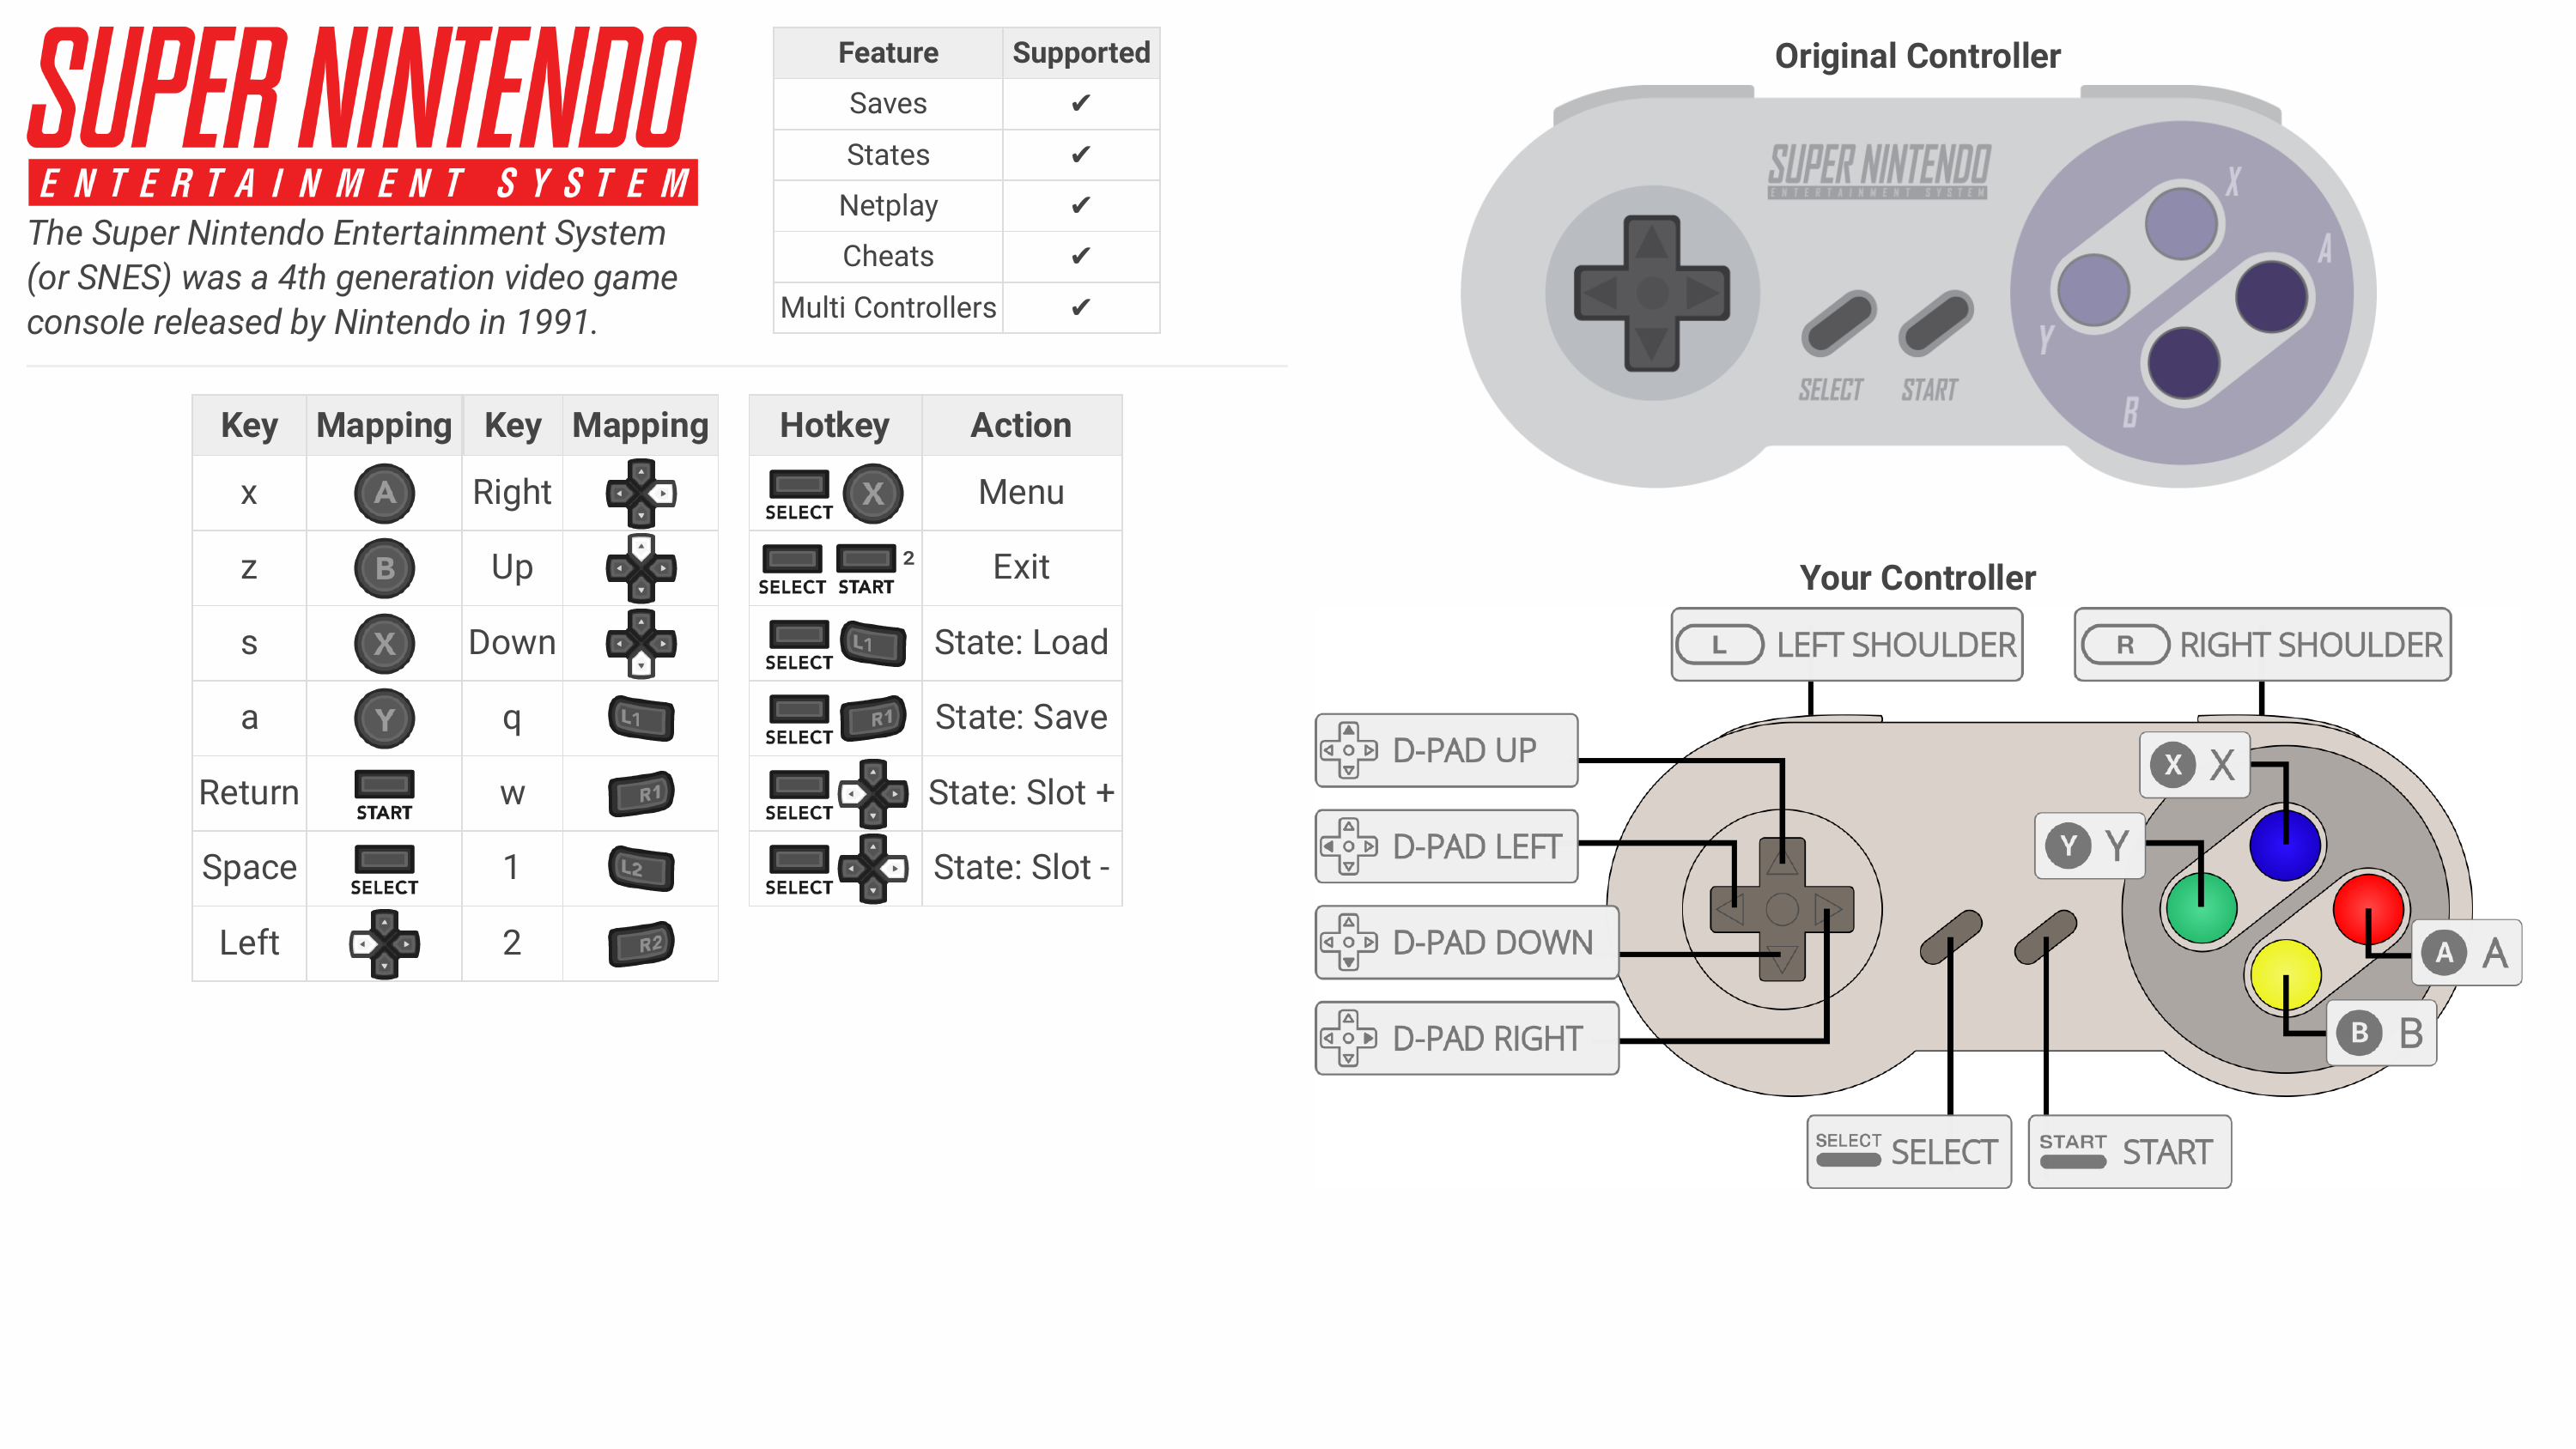 SUPER NINTENDO
ENTERTAINMENT SYSTEM
The Super Nintendo Entertainment System
(or SNES) was a 4th generation video game
console released by Nintendo in 1991.
Feature Supported
Saves ✔
States ✔
Netplay ✔
Cheats ✔
Multi Controllers ✔
Key Mapping Key Mapping
x A Right
z B Up
s X Down
a Y q L1
Return START w R1
Space SELECT 1 L2
Left 2 R2
Hotkey Action
SELECT X Menu
SELECT START 2 Exit
SELECT L1 State: Load
SELECT R1 State: Save
SELECT State: Slot +
SELECT State: Slot -
Original Controller
SUPER NINTENDO
ENTERTAINMENT SYSTEM
X
A
Y
B
SELECT START
Your Controller
L LEFT SHOULDER
R RIGHT SHOULDER
D-PAD UP
X X
D-PAD LEFT
Y Y
D-PAD DOWN
A A
D-PAD RIGHT
B B
SELECT SELECT
START START